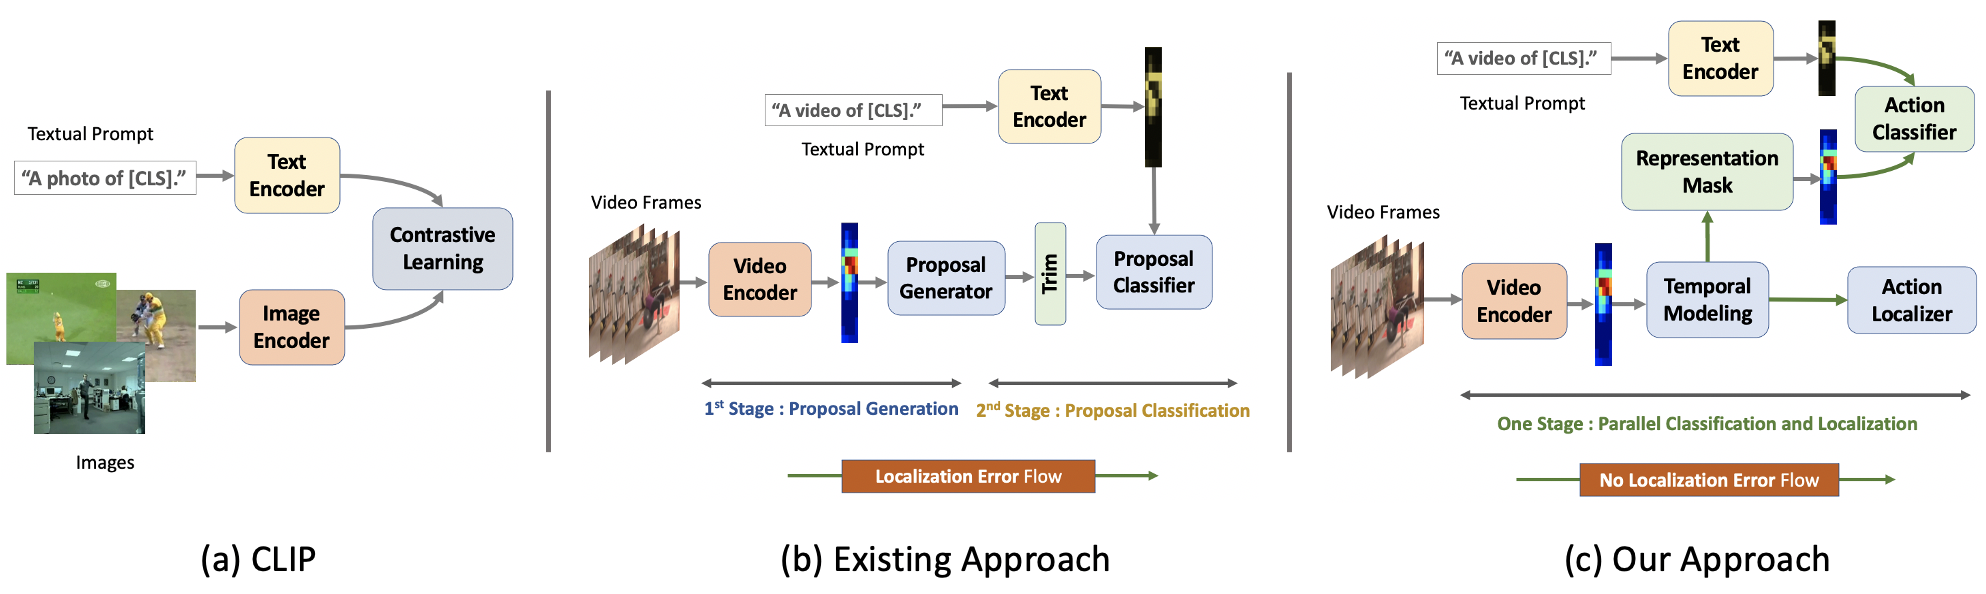 Textual Prompt
“A photo of [CLS].”
Text
Encoder
Contrastive
Learning
Image
Encoder
Images
(a) CLIP
“A video of [CLS].”
Textual Prompt
Text
Encoder
Video Frames
Video
Encoder
Proposal
Generator
Trim
Proposal
Classifier
1st Stage : Proposal Generation
2nd Stage : Proposal Classification
Localization Error Flow
(b) Existing Approach
“A video of [CLS].”
Textual Prompt
Text
Encoder
Action
Classifier
Representation
Mask
Video Frames
Video
Encoder
Temporal
Modeling
Action
Localizer
One Stage : Parallel Classification and Localization
No Localization Error Flow
(c) Our Approach